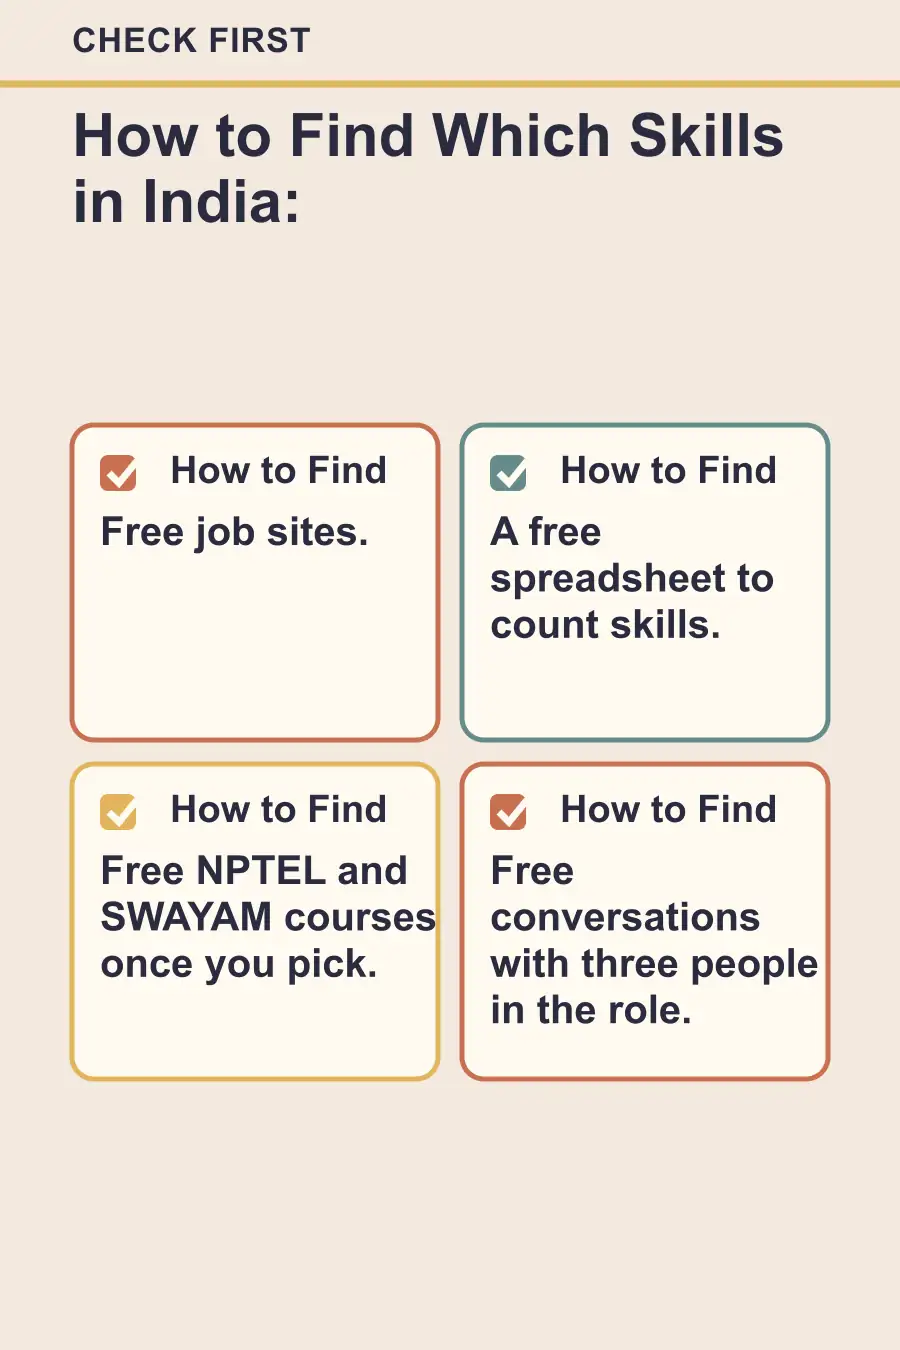 CHECK FIRST
How to Find Which Skills
in India:
How to Find
Free job sites.
How to Find
A free
spreadsheet to
count skills.
How to Find
Free NPTEL and
SWAYAM courses
once you pick.
How to Find
Free
conversations
with three people
in the role.